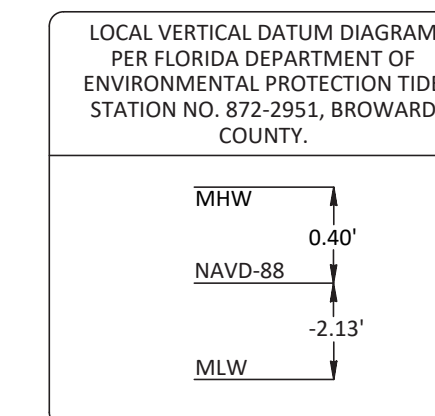 LOCAL VERTICAL DATUM DIAGRAM
PER FLORIDA DEPARTMENT OF
ENVIRONMENTAL PROTECTION TIDE
STATION NO. 872-2951, BROWARD
COUNTY.
MHW
0.40'
NAVD-88
-2.13'
MLW